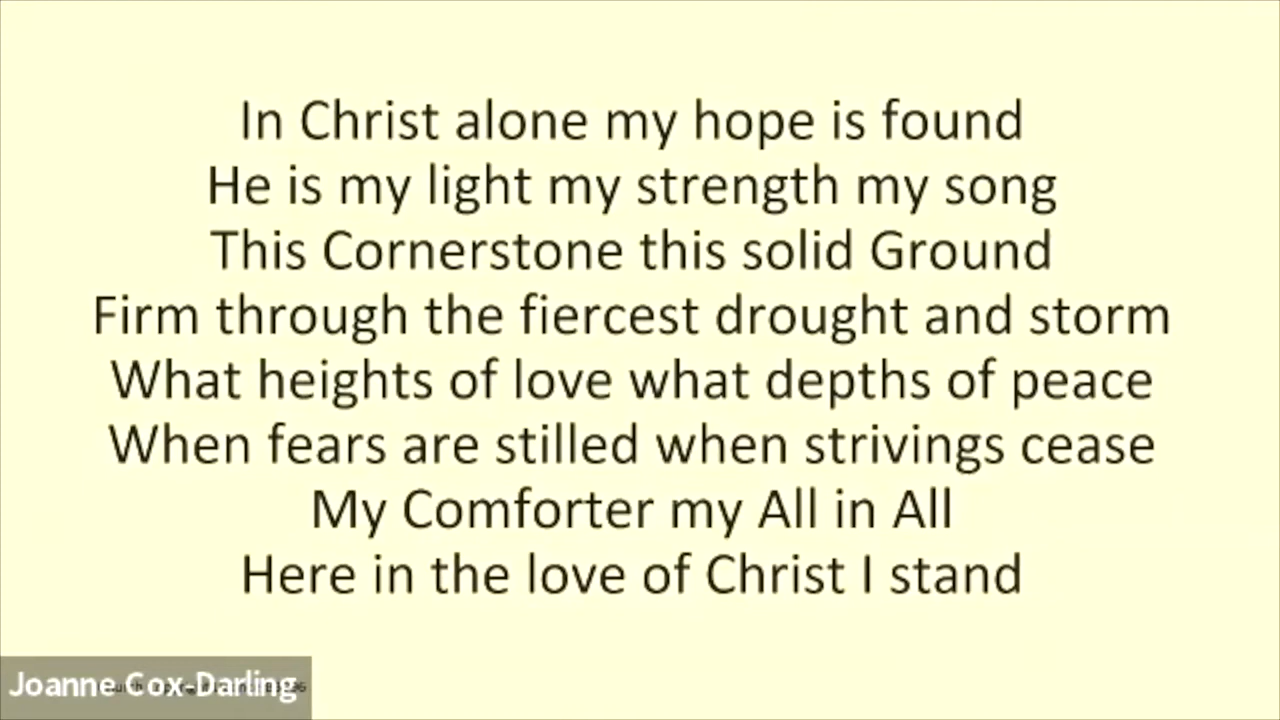 In Christ alone my hope is found
He is my light my strength my song
This Cornerstone this solid Ground
Firm through the fiercest drought and storm
What heights of love what depths of peace
When fears are stilled when strivings cease
My Comforter my All in All
Here in the love of Christ I stand
Joanne Cox-Darling